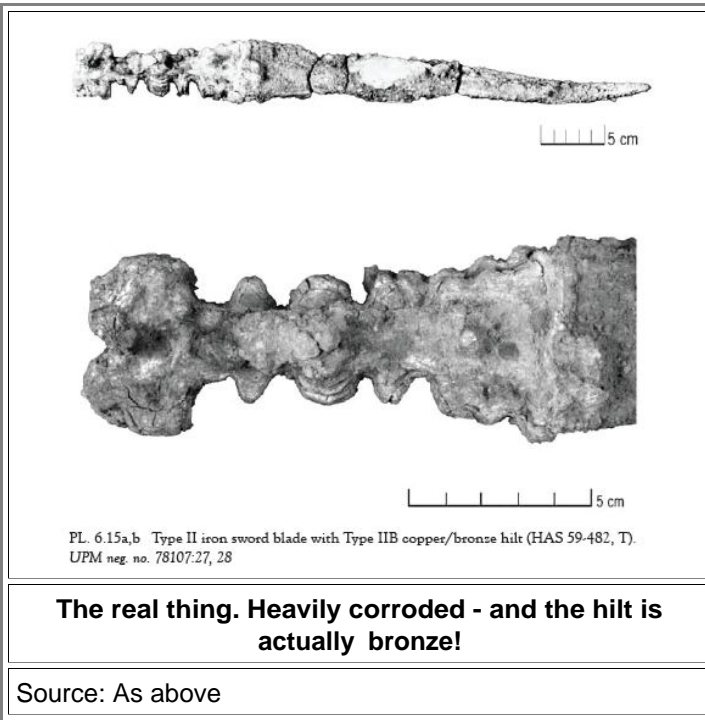 5 cm
5 cm
PL. 6.15a,b Type II iron sword blade with Type IIB copper/bronze hilt (HAS 59-482, T).
UPM neg. no. 78107:27, 28
The real thing. Heavily corroded - and the hilt is
actually bronze!
Source: As above